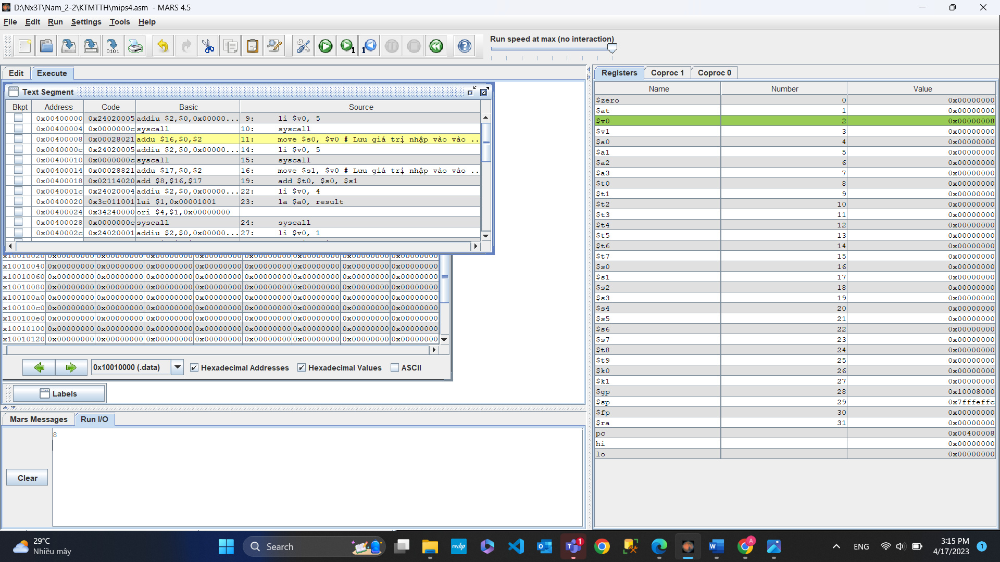 D:\Nx3T\Nam_2-2\KTMTTH\mips4.asm - MARS 4.5
File Edit Run Settings Tools Help
Run speed at max (no interaction)
Edit Execute
Text Segment
Bkpt Address Code Basic Source
0x00400000 0x24020005 addiu $2,$0,0x00000... 9: li $v0, 5
0x00400004 0x0000000c syscall 10: syscall
0x00400008 0x00028021 addu $16,$0,$2 11: move $s0, $v0 # Lưu giá trị nhập vào vào ...
0x0040000c 0x24020005 addiu $2,$0,0x00000... 14: li $v0, 5
0x00400010 0x0000000c syscall 15: syscall
0x00400014 0x00028821 addu $17,$0,$2 16: move $s1, $v0 # Lưu giá trị nhập vào vào ...
0x00400018 0x02114020 add $8,$16,$17 19: add $t0, $s0, $s1
0x0040001c 0x24020004 addiu $2,$0,0x00000... 22: li $v0, 4
0x00400020 0x3c011001 lui $1,0x00001001 23: la $a0, result
0x00400024 0x34240000 ori $4,$1,0x00000000
0x00400028 0x0000000c syscall 24: syscall
0x0040002c 0x24020001 addiu $2,$0,0x00000... 27: li $v0, 1
x10010020 0x00000000 0x00000000 0x00000000 0x00000000 0x00000000 0x00000000 0x00000000 0x00000000
x10010040 0x00000000 0x00000000 0x00000000 0x00000000 0x00000000 0x00000000 0x00000000 0x00000000
x10010060 0x00000000 0x00000000 0x00000000 0x00000000 0x00000000 0x00000000 0x00000000 0x00000000
x10010080 0x00000000 0x00000000 0x00000000 0x00000000 0x00000000 0x00000000 0x00000000 0x00000000
x100100a0 0x00000000 0x00000000 0x00000000 0x00000000 0x00000000 0x00000000 0x00000000 0x00000000
x100100c0 0x00000000 0x00000000 0x00000000 0x00000000 0x00000000 0x00000000 0x00000000 0x00000000
x100100e0 0x00000000 0x00000000 0x00000000 0x00000000 0x00000000 0x00000000 0x00000000 0x00000000
x10010100 0x00000000 0x00000000 0x00000000 0x00000000 0x00000000 0x00000000 0x00000000 0x00000000
x10010120 0x00000000 0x00000000 0x00000000 0x00000000 0x00000000 0x00000000 0x00000000 0x00000000
0x10010000 (.data) Hexadecimal Addresses Hexadecimal Values ASCII
Labels
Mars Messages Run I/O
8
Clear
Registers Coproc 1 Coproc 0
Name Number Value
$zero 0 0x00000000
$at 1 0x00000000
$v0 2 0x00000008
$v1 3 0x00000000
$a0 4 0x00000000
$a1 5 0x00000000
$a2 6 0x00000000
$a3 7 0x00000000
$t0 8 0x00000000
$t1 9 0x00000000
$t2 10 0x00000000
$t3 11 0x00000000
$t4 12 0x00000000
$t5 13 0x00000000
$t6 14 0x00000000
$t7 15 0x00000000
$s0 16 0x00000000
$s1 17 0x00000000
$s2 18 0x00000000
$s3 19 0x00000000
$s4 20 0x00000000
$s5 21 0x00000000
$s6 22 0x00000000
$s7 23 0x00000000
$t8 24 0x00000000
$t9 25 0x00000000
$k0 26 0x00000000
$k1 27 0x00000000
$gp 28 0x10008000
$sp 29 0x7fffeffc
$fp 30 0x00000000
$ra 31 0x00000000
pc 0x00400008
hi 0x00000000
lo 0x00000000
29°C
Nhiều mây
Search
myhp
1
A
ENG
3:15 PM
4/17/2023
1